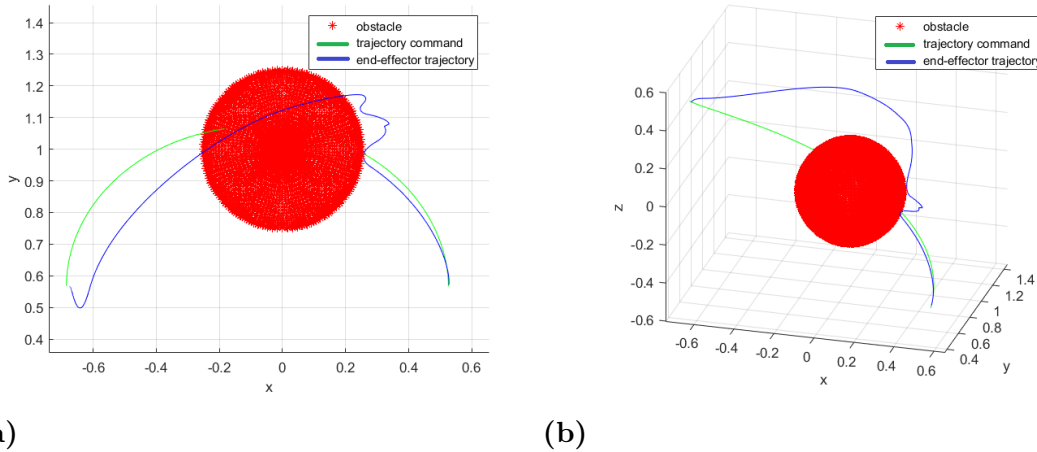 obstacle
trajectory command
end-effector trajectory
1.4
1.3
1.2
1.1
1
0.9
0.8
0.7
0.6
0.5
0.4
y
-0.6 -0.4 -0.2 0 0.2 0.4 0.6
x
obstacle
trajectory command
end-effector trajectory
0.6
0.4
0.2
0
-0.2
-0.4
-0.6
z
-0.6 -0.4 -0.2 0 0.2 0.4 0.6
x
1.4
1.2
1
0.8
0.6
0.4
y
)
(b)